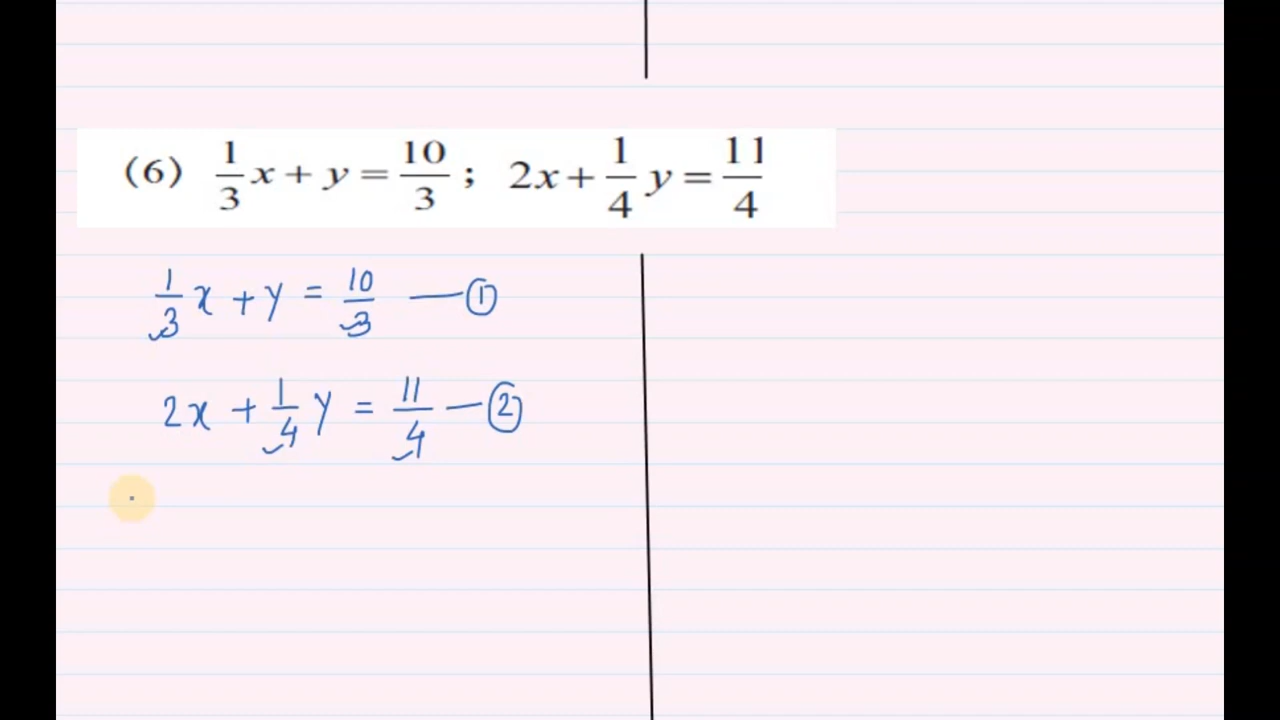 (6) 1/3 x + y = 10/3 ; 2x + 1/4 y = 11/4
1/3 x + y = 10/3 — ①
2x + 1/4 y = 11/4 — ②